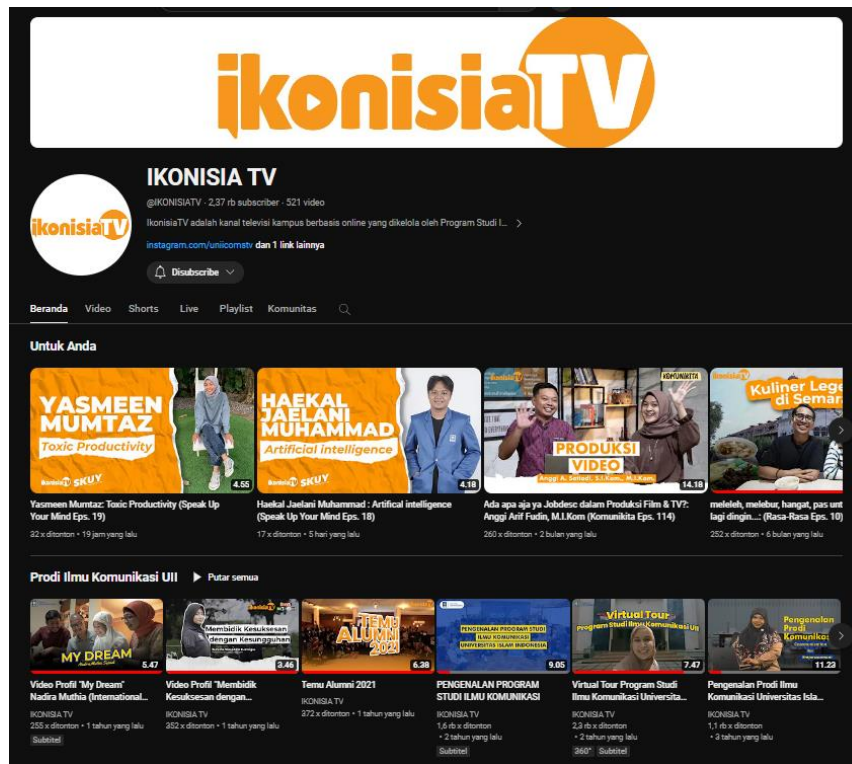 ikonisiaTV
ikonisiaTV
IKONISIA TV
@IKONISIATV · 2,37 rb subscriber · 521 video
IkonisiaTV adalah kanal televisi kampus berbasis online yang dikelola oleh Program Studi I... >
instagram.com/uniicomstv dan 1 link lainnya
Disubscribe
Beranda Video Shorts Live Playlist Komunitas
Untuk Anda
YASMEEN
MUMTAZ
Toxic Productivity
ikonisiaTV SKUY
4.55
HAEKAL
JAELANI
MUHAMMAD
Artificial intelligence
ikonisiaTV SKUY
4.18
KOMUNIKITA
PRODUKSI
VIDEO
Anggi A. Sehudi, S.I.Kom., M.I.Kom.
14.18
Kuliner Lege
di Semar
Yasmeen Mumtaz: Toxic Productivity (Speak Up
Your Mind Eps. 19)
32 x ditonton • 19 jam yang lalu
Haekal Jaelani Muhammad : Artifical intelligence
(Speak Up Your Mind Eps. 18)
17 x ditonton • 5 hari yang lalu
Ada apa aja ya Jobdesc dalam Produksi Film & TV?:
Anggi Arif Fudin, M.I.Kom (Komunikita Eps. 114)
260 x ditonton • 2 bulan yang lalu
meleleh, melebur, hangat, pas unt
lagi dingin...: (Rasa-Rasa Eps. 10)
252 x ditonton • 6 bulan yang lalu
Prodi Ilmu Komunikasi UII Putar semua
MY DREAM
5.47
Membidik Kesuksesan
dengan Kesungguhan
3.46
TEMU
ALUMNI
2021
6.38
PENGENALAN PROGRAM STUDI
ILMU KOMUNIKASI
UNIVERSITAS ISLAM INDONESIA
9.05
Virtual Tour
Program Studi Ilmu Komunikasi UII
7.47
Pengenalan
Prodi
Komunikas
11.23
Video Profil "My Dream"
Nadira Muthia (International...
IKONISIA TV
255 x ditonton • 1 tahun yang lalu
Subtitel
Video Profil "Membidik
Kesuksesan dengan...
IKONISIA TV
352 x ditonton • 1 tahun yang lalu
Temu Alumni 2021
IKONISIA TV
372 x ditonton • 1 tahun yang lalu
PENGENALAN PROGRAM
STUDI ILMU KOMUNIKASI
IKONISIA TV
1,6 rb x ditonton
• 2 tahun yang lalu
Subtitel
Virtual Tour Program Studi
Ilmu Komunikasi Universita...
IKONISIA TV
2,3 rb x ditonton
• 2 tahun yang lalu
360° Subtitel
Pengenalan Prodi Ilmu
Komunikasi Universitas Isla...
IKONISIA TV
1,1 rb x ditonton
• 3 tahun yang lalu